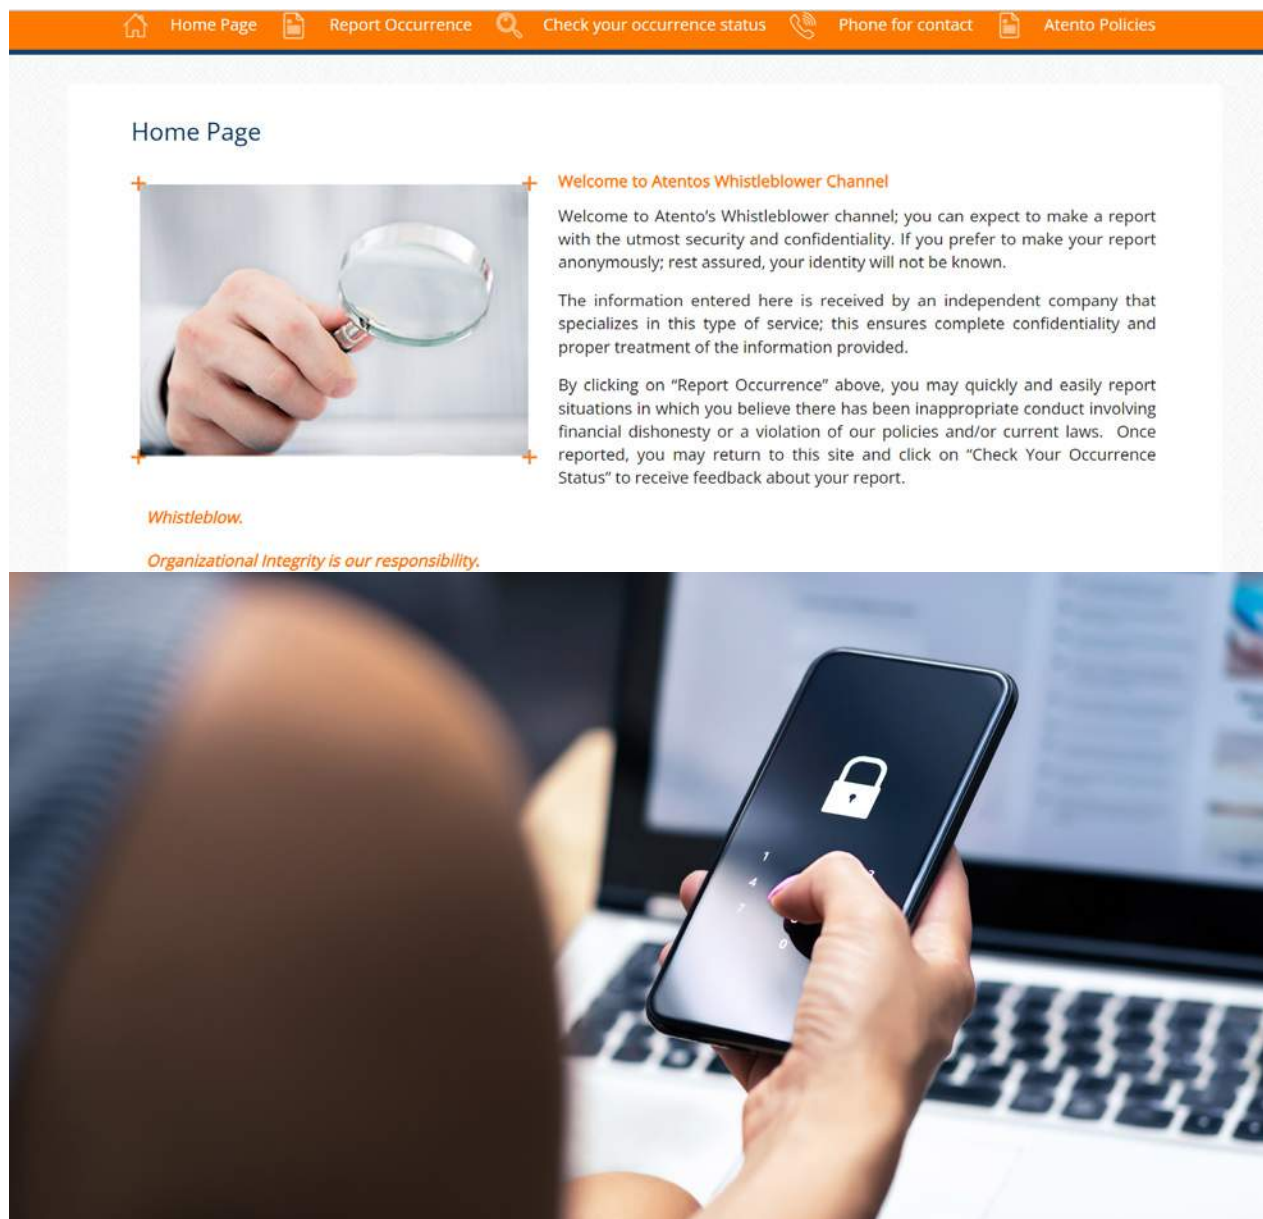 Home Page Report Occurrence Check your occurrence status Phone for contact Atento Policies
Home Page
Welcome to Atentos Whistleblower Channel
Welcome to Atento's Whistleblower channel; you can expect to make a report
with the utmost security and confidentiality. If you prefer to make your report
anonymously; rest assured, your identity will not be known.
The information entered here is received by an independent company that
specializes in this type of service; this ensures complete confidentiality and
proper treatment of the information provided.
By clicking on “Report Occurrence” above, you may quickly and easily report
situations in which you believe there has been inappropriate conduct involving
financial dishonesty or a violation of our policies and/or current laws. Once
reported, you may return to this site and click on “Check Your Occurrence
Status” to receive feedback about your report.
Whistleblow.
Organizational Integrity is our responsibility.
1
4
7
0